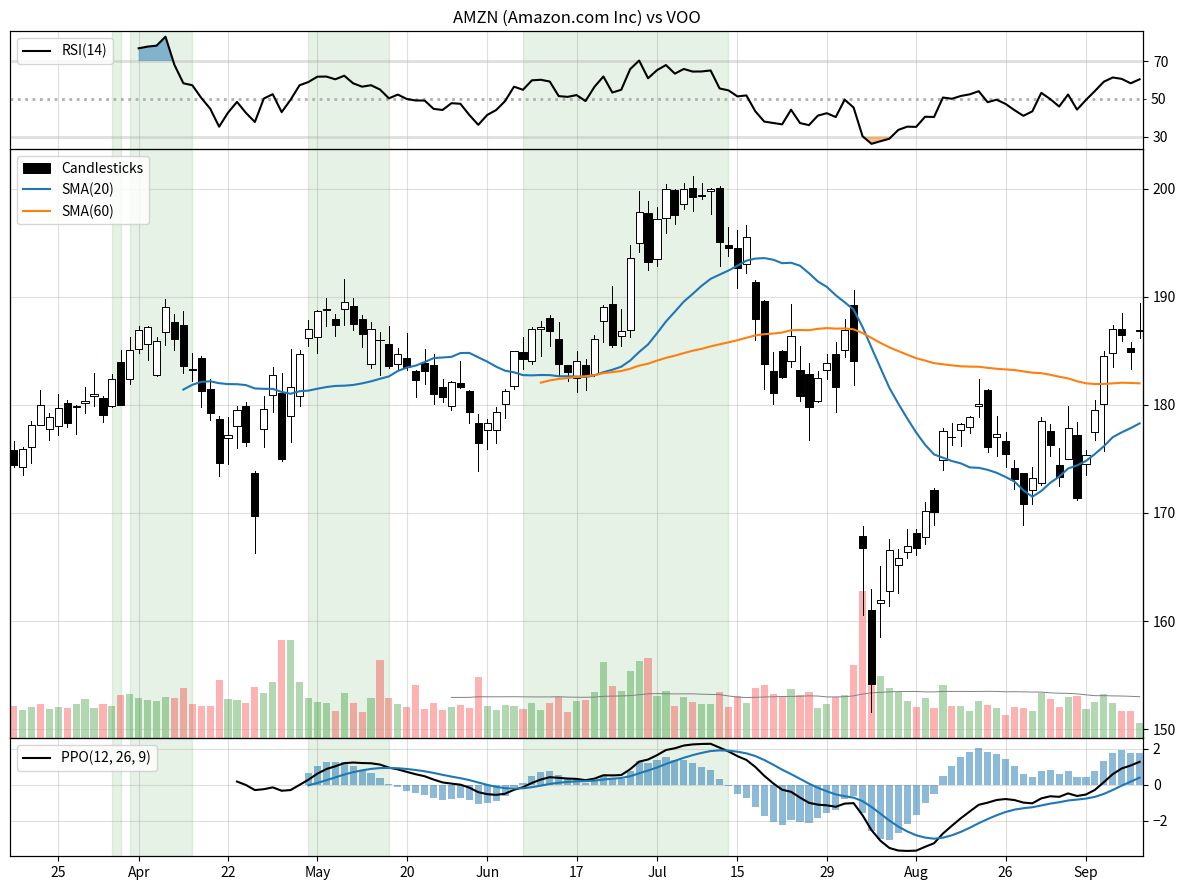 AMZN (Amazon.com Inc) vs VOO
RSI(14)
70
50
30
Candlesticks
SMA(20)
SMA(60)
200
190
180
170
160
150
PPO(12, 26, 9)
2
0
−2
25 Apr 22 May 20 Jun 17 Jul 15 29 Aug 26 Sep